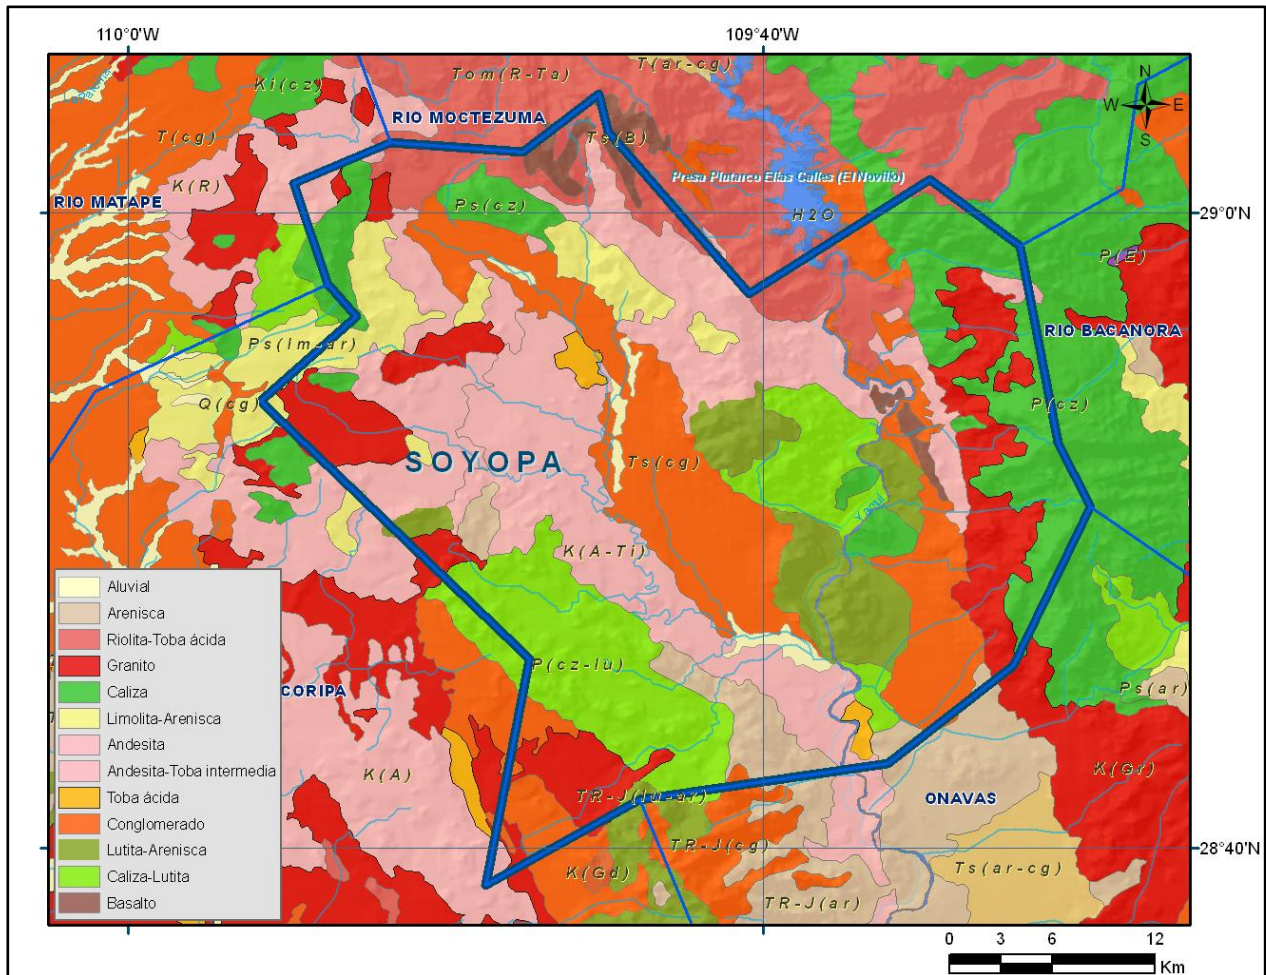 110°0'W
109°40'W
N
W E
S
Ki(cz)
Tom(R-Ta)
T(ar-cg)
RIO MOCTEZUMA
T(cg)
Ts(B)
K(R)
Presa Plutarco Elías Calles (El Novillo)
RIO MATAPE
Ps(cz)
H2O
29°0'N
P(E)
RIO BACANORA
Ps(lm-ar)
Q(cg)
P(cz)
SOYOPA
Ts(cg)
Yaqui
K(A-Ti)
Aluvial
Arenisca
Riolita-Toba ácida
Granito
Caliza
Limolita-Arenisca
Andesita
Andesita-Toba intermedia
Toba ácida
Conglomerado
Lutita-Arenisca
Caliza-Lutita
Basalto
P(cz-lu)
CORIPA
Ps(ar)
K(A)
K(Gr)
TR-J(lu-ar)
ONAVAS
TR-J(cg)
28°40'N
K(Gd)
Ts(ar-cg)
TR-J(ar)
0 3 6 12
Km